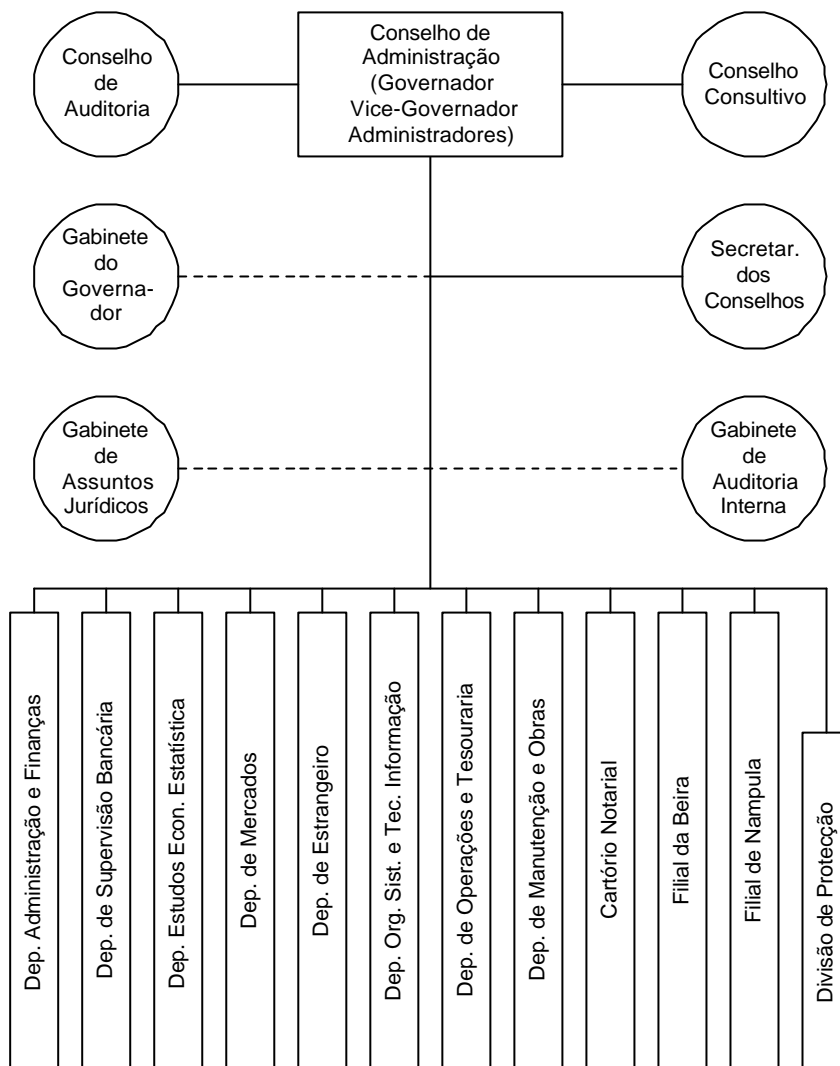 Conselho
de
Auditoria
Conselho de
Administração
(Governador
Vice-Governador
Administradores)
Conselho
Consultivo
Gabinete
do
Governa-
dor
Secretar.
dos
Conselhos
Gabinete
de
Assuntos
Jurídicos
Gabinete
de
Auditoria
Interna
Dep. Administração e Finanças
Dep. de Supervisão Bancária
Dep. Estudos Econ. Estatística
Dep. de Mercados
Dep. de Estrangeiro
Dep. Org. Sist. e Tec. Informação
Dep. de Operações e Tesouraria
Dep. de Manutenção e Obras
Cartório Notarial
Filial da Beira
Filial de Nampula
Divisão de Protecção